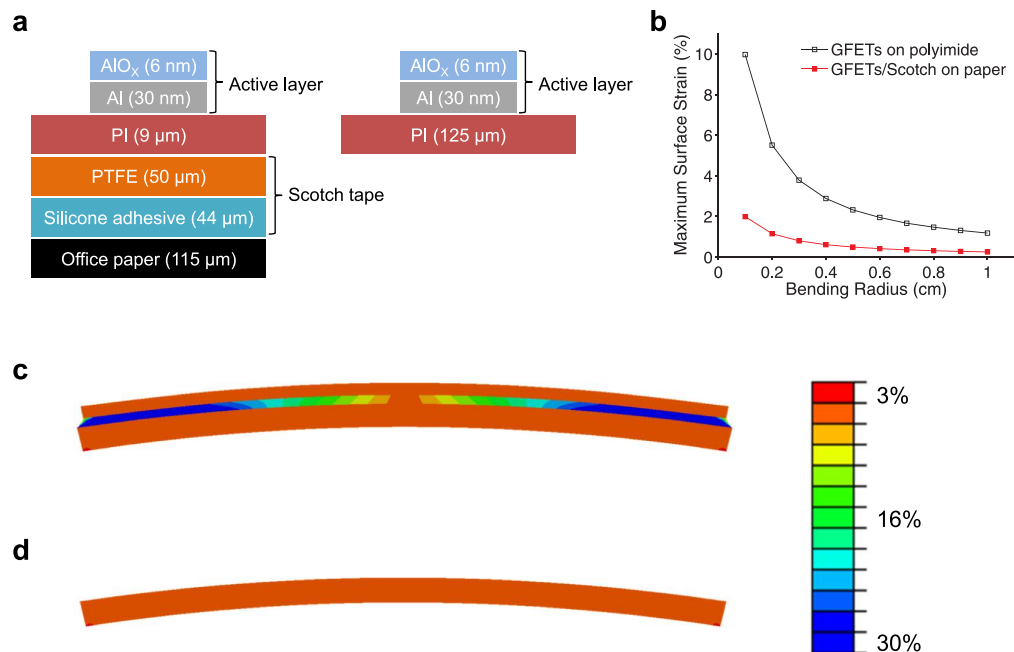 a
AlOX (6 nm)
Al (30 nm)
Active layer
PI (9 μm)
PTFE (50 μm)
Silicone adhesive (44 μm)
Scotch tape
Office paper (115 μm)
AlOX (6 nm)
Al (30 nm)
Active layer
PI (125 μm)
b
Maximum Surface Strain (%)
10
8
6
4
2
0
GFETs on polyimide
GFETs/Scotch on paper
0 0.2 0.4 0.6 0.8 1
Bending Radius (cm)
c
d
3%
16%
30%